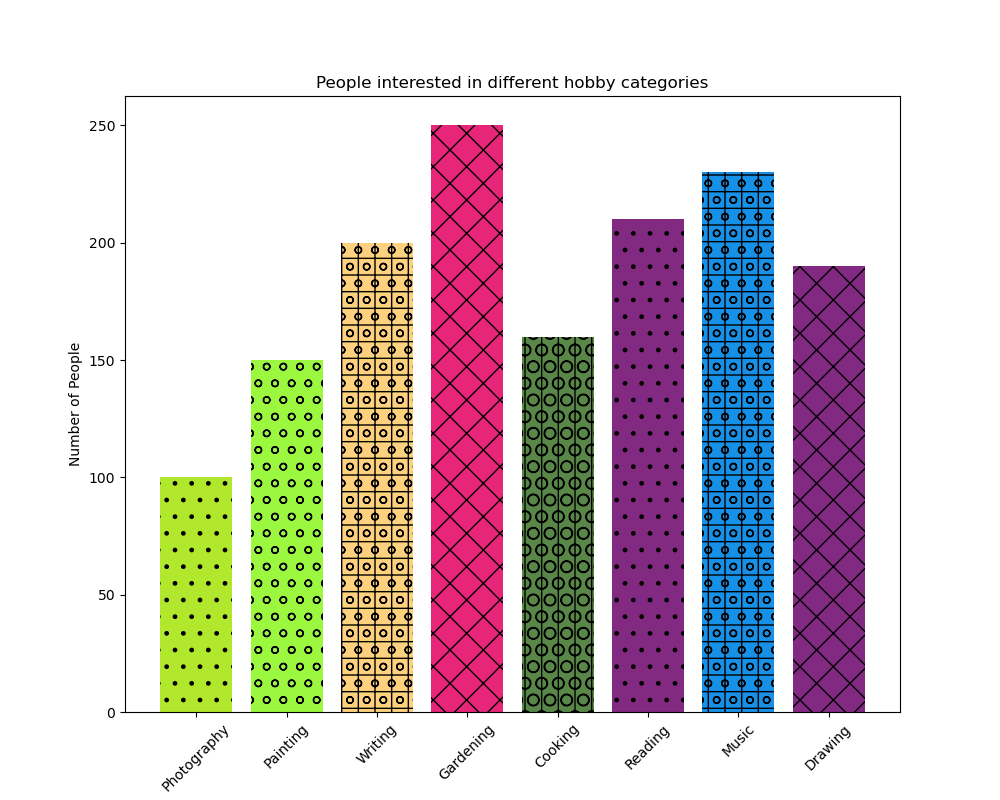 People interested in different hobby categories
Number of People
250
200
150
100
50
0
Photography
Painting
Writing
Gardening
Cooking
Reading
Music
Drawing